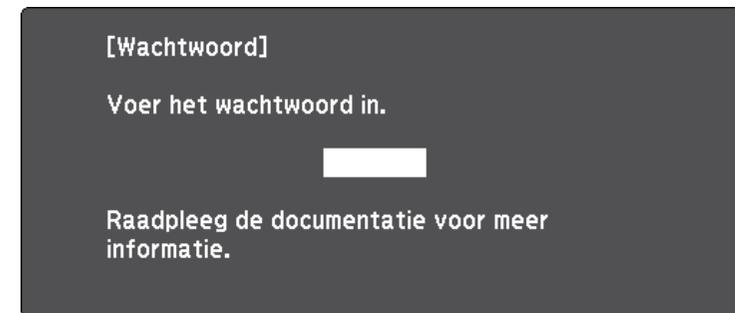 [Wachtwoord]
Voer het wachtwoord in.
Raadpleeg de documentatie voor meer
informatie.